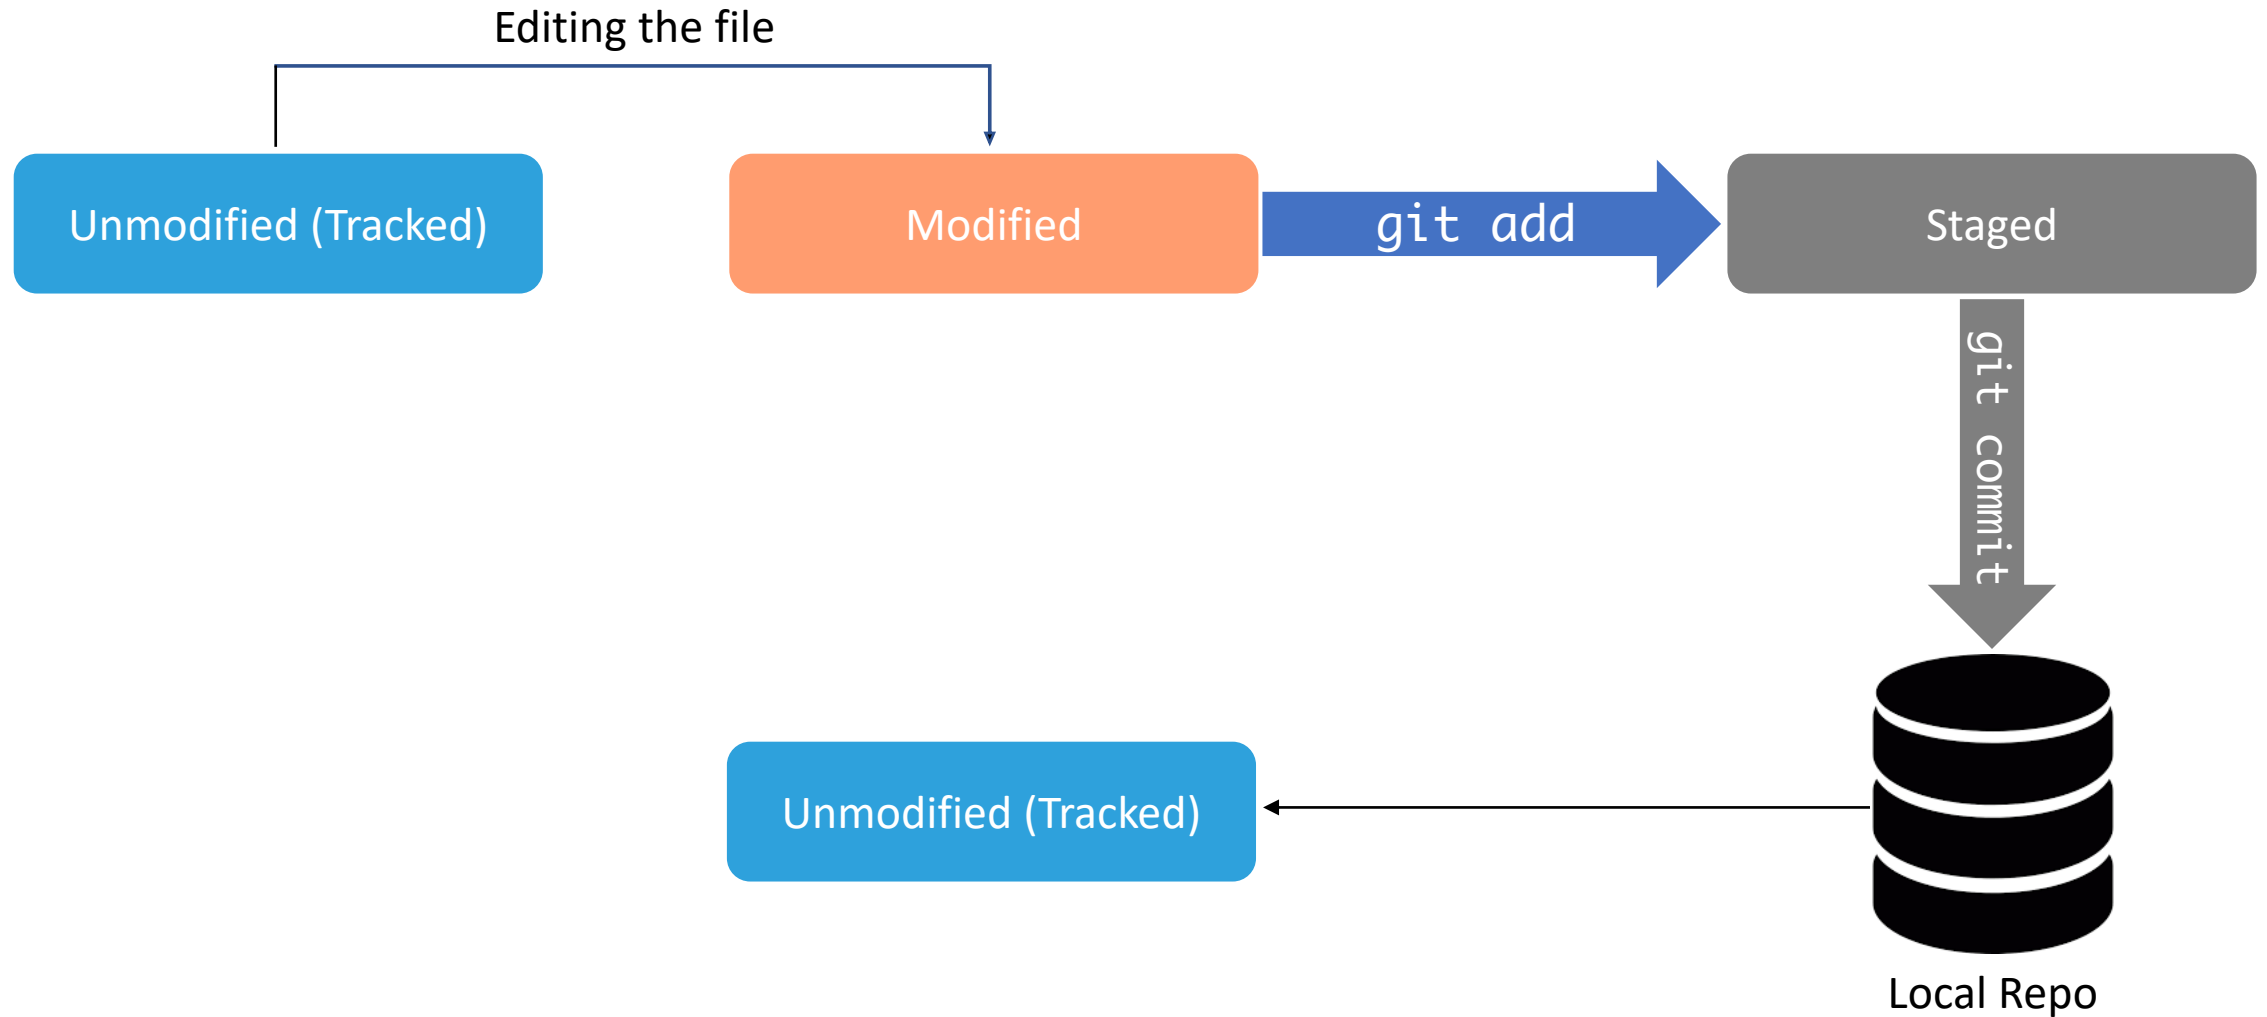 Editing the file
Unmodified (Tracked)
Modified
git add
Staged
git commit
Unmodified (Tracked)
Local Repo